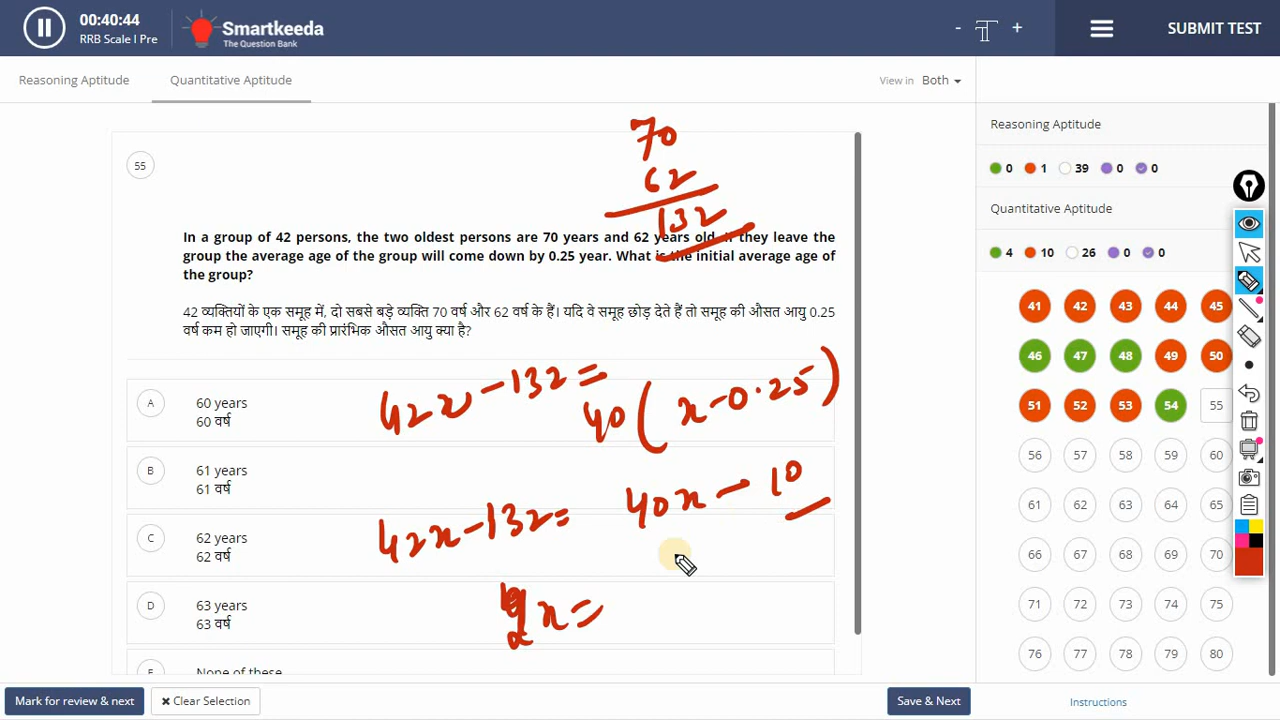 00:40:44
RRB Scale I Pre
Smartkeeda
The Question Bank
- T +
SUBMIT TEST
Reasoning Aptitude
Quantitative Aptitude
View in Both
55
In a group of 42 persons, the two oldest persons are 70 years and 62 years old. If they leave the
group the average age of the group will come down by 0.25 year. What is the initial average age of
the group?
42 व्यक्तियों के एक समूह में, दो सबसे बड़े व्यक्ति 70 वर्ष और 62 वर्ष के हैं। यदि वे समूह छोड़ देते हैं तो समूह की औसत आयु 0.25
वर्ष कम हो जाएगी। समूह की प्रारंभिक औसत आयु क्या है?
70
62
132
A
60 years
60 वर्ष
B
61 years
61 वर्ष
C
62 years
62 वर्ष
D
63 years
63 वर्ष
E
None of these
42x-132=
40(x-0.25)
42x-132= 40x-10
2x=
Mark for review & next
Clear Selection
Save & Next
Reasoning Aptitude
0 1 39 0 0
Quantitative Aptitude
4 10 26 0 0
41 42 43 44 45
46 47 48 49 50
51 52 53 54 55
56 57 58 59 60
61 62 63 64 65
66 67 68 69 70
71 72 73 74 75
76 77 78 79 80
Instructions